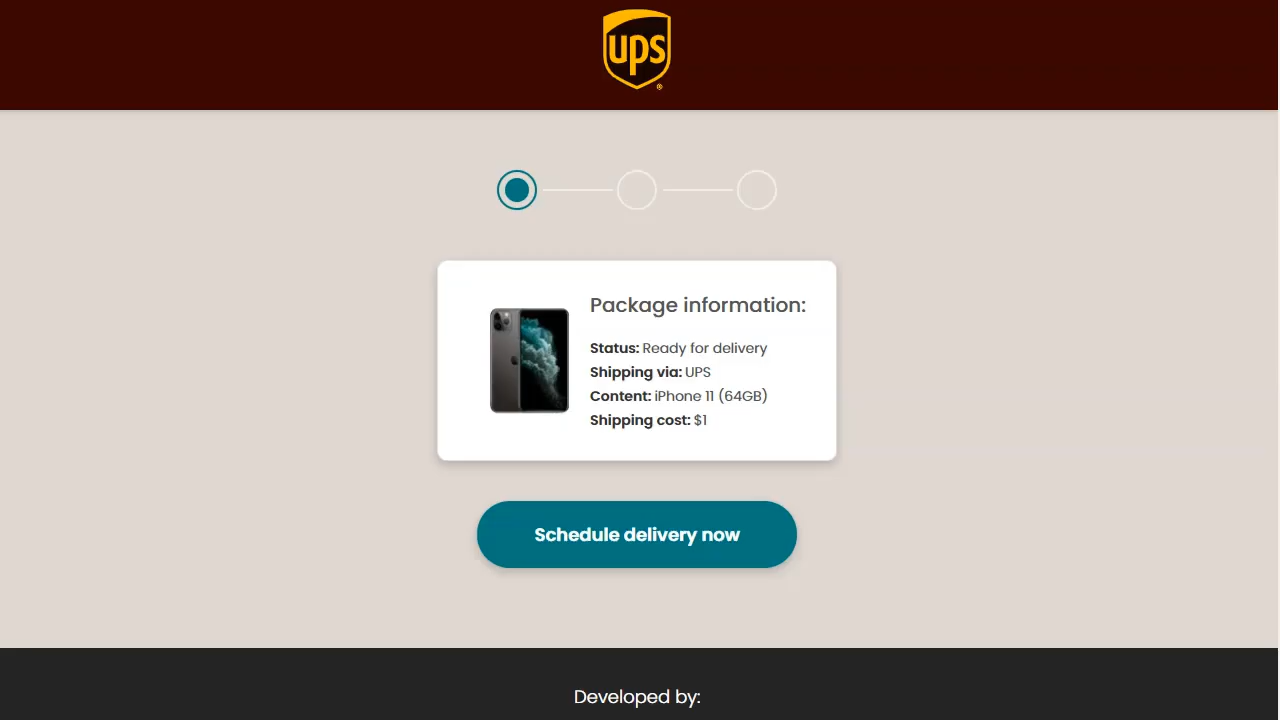 ups
®
Package information:
Status: Ready for delivery
Shipping via: UPS
Content: iPhone 11 (64GB)
Shipping cost: $1
Schedule delivery now
Developed by: